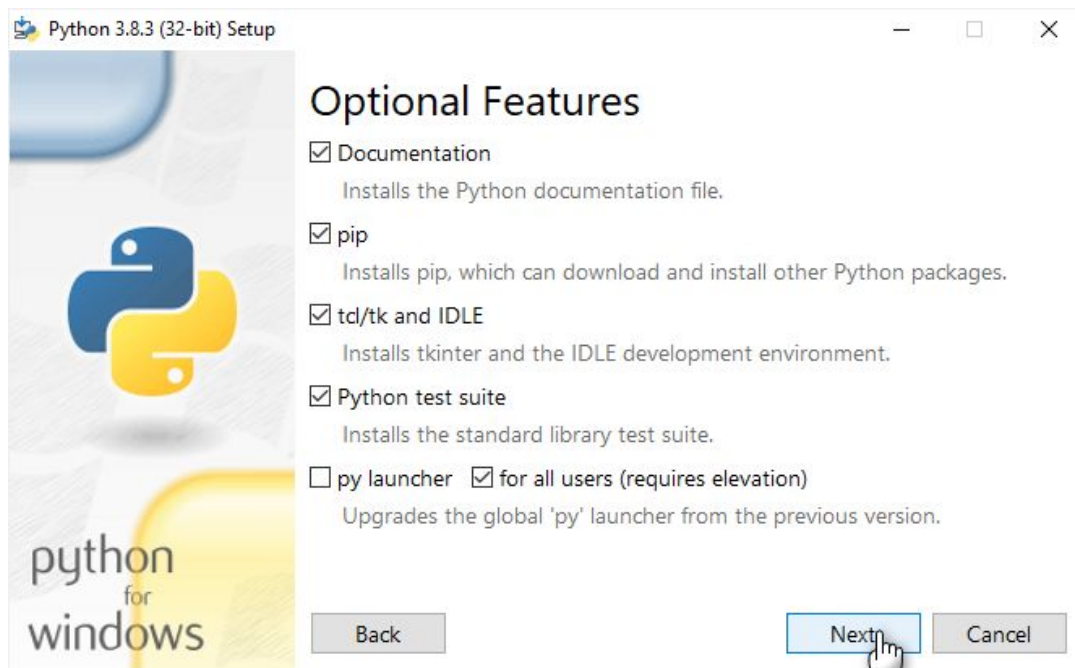 Python 3.8.3 (32-bit) Setup
Optional Features
Documentation
Installs the Python documentation file.
pip
Installs pip, which can download and install other Python packages.
tcl/tk and IDLE
Installs tkinter and the IDLE development environment.
Python test suite
Installs the standard library test suite.
py launcher for all users (requires elevation)
Upgrades the global 'py' launcher from the previous version.
python
for
windows
Back Next Cancel